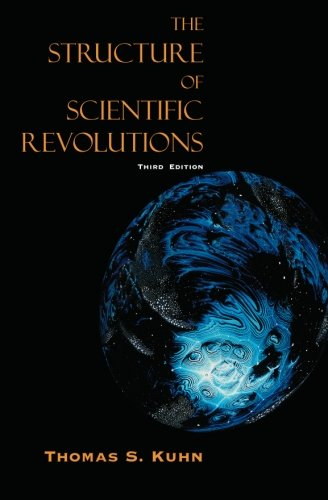 THE
STRUCTURE
OF
SCIENTIFIC
REVOLUTIONS
THIRD EDITION
THOMAS S. KUHN